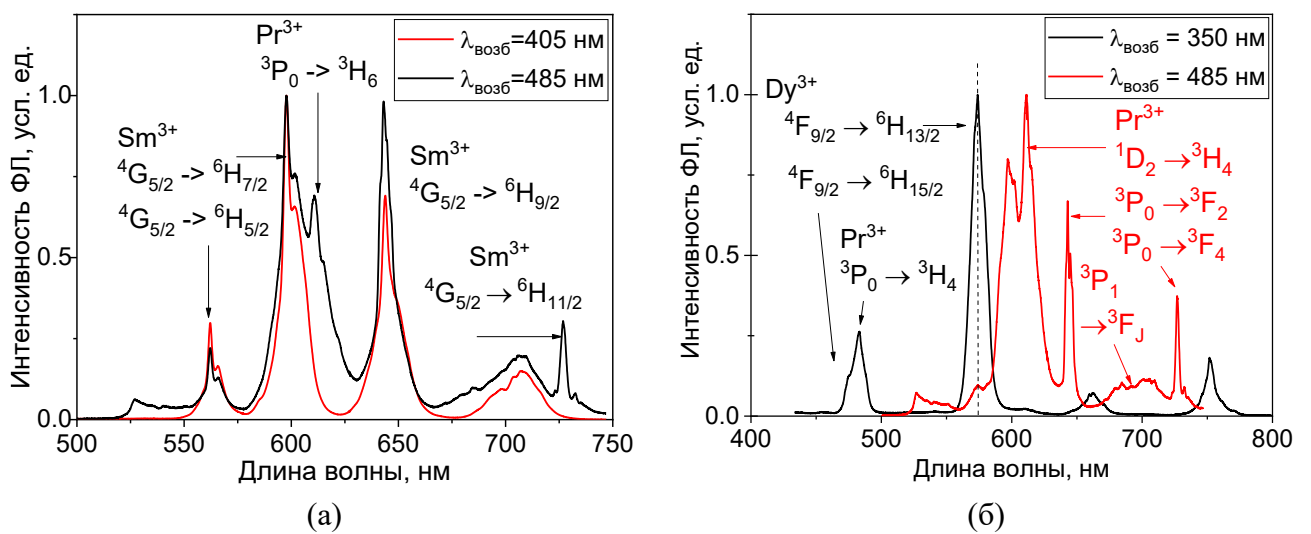 Интенсивность ФЛ, усл. ед.
1.0
0.5
0.0
500 550 600 650 700 750
Длина волны, нм
λвозб=405 нм
λвозб=485 нм
Pr³⁺
³P₀ -> ³H₆
Sm³⁺
⁴G₅/₂ -> ⁶H₇/₂
⁴G₅/₂ -> ⁶H₅/₂
Sm³⁺
⁴G₅/₂ -> ⁶H₉/₂
Sm³⁺
⁴G₅/₂ → ⁶H₁₁/₂
(а)
Интенсивность ФЛ, усл. ед.
1.0
0.5
0.0
400 500 600 700 800
Длина волны, нм
λвозб = 350 нм
λвозб = 485 нм
Dy³⁺
⁴F₉/₂ → ⁶H₁₃/₂
⁴F₉/₂ → ⁶H₁₅/₂
Pr³⁺
³P₀ → ³H₄
Pr³⁺
¹D₂ → ³H₄
³P₀ → ³F₂
³P₀ → ³F₄
³P₁
→ ³F_J
(б)